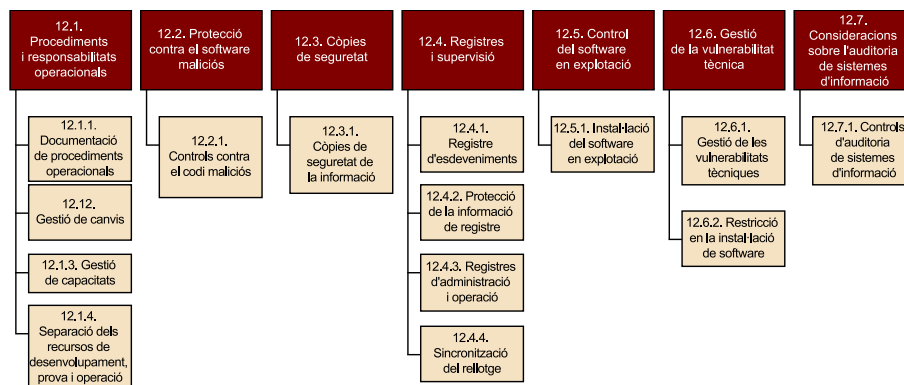 12.1.
Procediments
i responsabilitats
operacionals
12.1.1.
Documentació
de procediments
operacionals
12.12.
Gestió de canvis
12.1.3. Gestió
de capacitats
12.1.4.
Separació dels
recursos de
desenvolupament,
prova i operació
12.2. Protecció
contra el software
maliciós
12.2.1.
Controls contra
el codi maliciós
12.3. Còpies
de seguretat
12.3.1.
Còpies de
seguretat de
la informació
12.4. Registres
i supervisió
12.4.1.
Registre
d'esdeveniments
12.4.2. Protecció
de la informació
de registre
12.4.3. Registres
d'administració
i operació
12.4.4.
Sincronització
del rellotge
12.5. Control
del software
en explotació
12.5.1. Instal·lació
del software
en explotació
12.6. Gestió
de la vulnerabilitat
tècnica
12.6.1.
Gestió de les
vulnerabilitats
tècniques
12.6.2. Restricció
en la instal·lació
de software
12.7.
Consideracions
sobre l'auditoria
de sistemes
d'informació
12.7.1. Controls
d'auditoria
de sistemes
d'informació